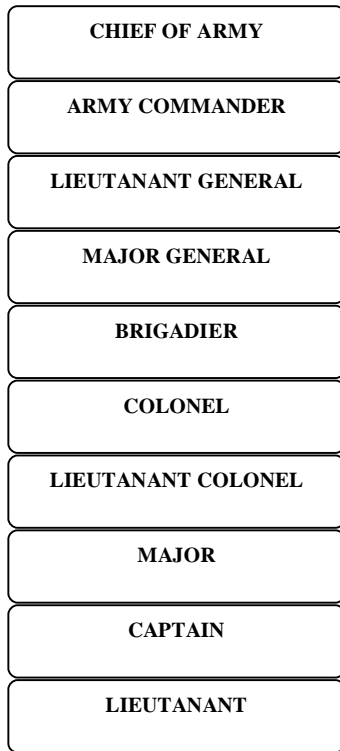 CHIEF OF ARMY
ARMY COMMANDER
LIEUTANANT GENERAL
MAJOR GENERAL
BRIGADIER
COLONEL
LIEUTANANT COLONEL
MAJOR
CAPTAIN
LIEUTANANT